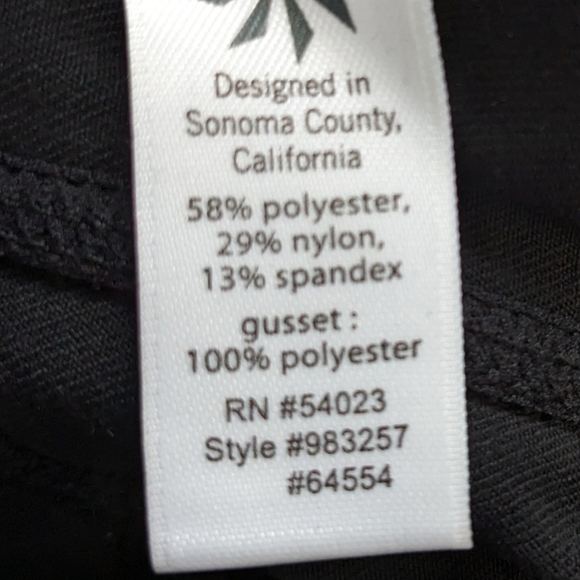 Designed in
Sonoma County,
California
58% polyester,
29% nylon,
13% spandex
gusset :
100% polyester
RN #54023
Style #983257
#64554